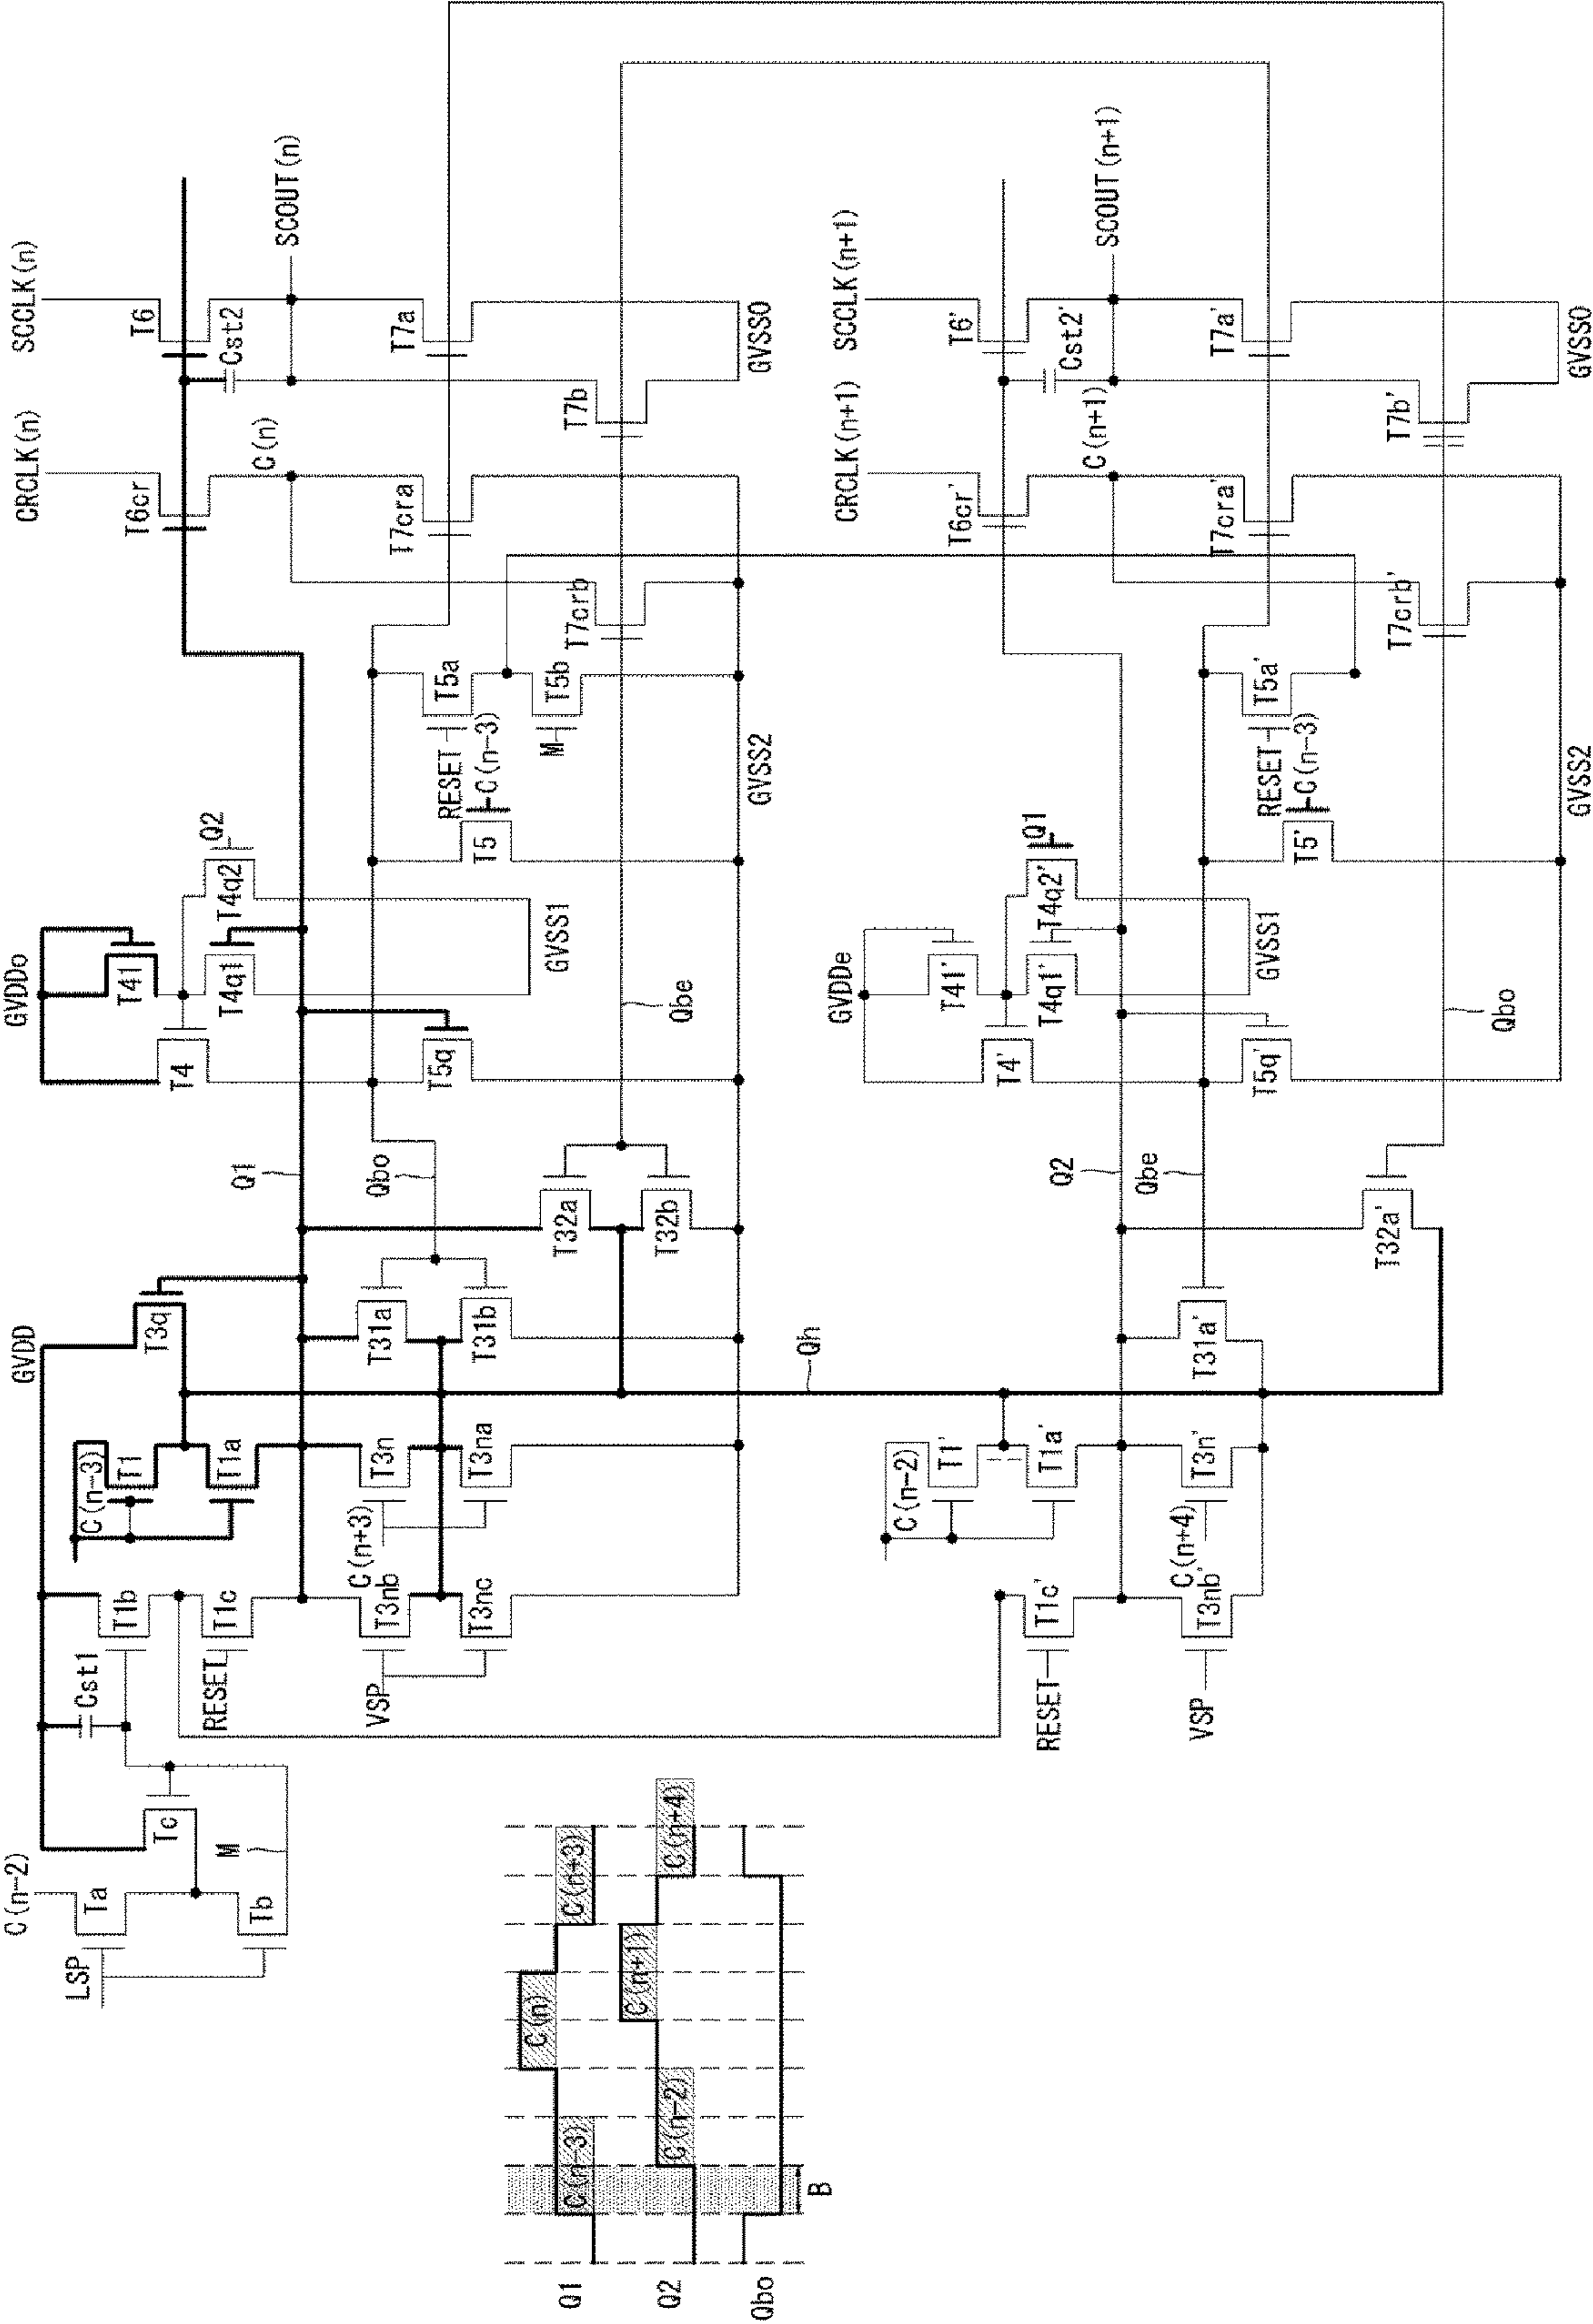 SCCLK(n)
CRCLK(n)
T6
T6cr
Cst2
C(n)
SCOUT(n)
T7a
T7cra
T7b
T7crb
GVSSO
T5a
T5b
RESET
M
C(n-3)
T5
GVSS2
GVDDo
Q2
T41
T4q2
T4
T4q1
GVSS1
T5q
Qbe
Q1
Qbo
T32a
T32b
GVDD
T3q
T31a
T31b
Qh
C(n-3)
T1
T1a
T3n
T3na
C(n+3)
T1b
T1c
T3nb
T3nc
RESET
VSP
Cst1
Tc
M
C(n-2)
Ta
Tb
LSP
SCCLK(n+1)
CRCLK(n+1)
T6'
T6cr'
Cst2'
C(n+1)
SCOUT(n+1)
T7a'
T7cra'
T7b'
T7crb'
GVSSO
T5a'
RESET
C(n-3)
T5'
GVSS2
GVDDe
Q1
T41'
T4q2'
T4'
T4q1'
GVSS1
T5q'
Qbo
Q2
Qbe
T32a'
T31a'
C(n-2)
T1'
T1a'
T3n'
C(n+4)
T1c'
T3nb'
RESET
VSP
Q1
C(n-3)
C(n)
C(n+3)
Q2
C(n-2)
C(n+1)
C(n+4)
Qbo
B